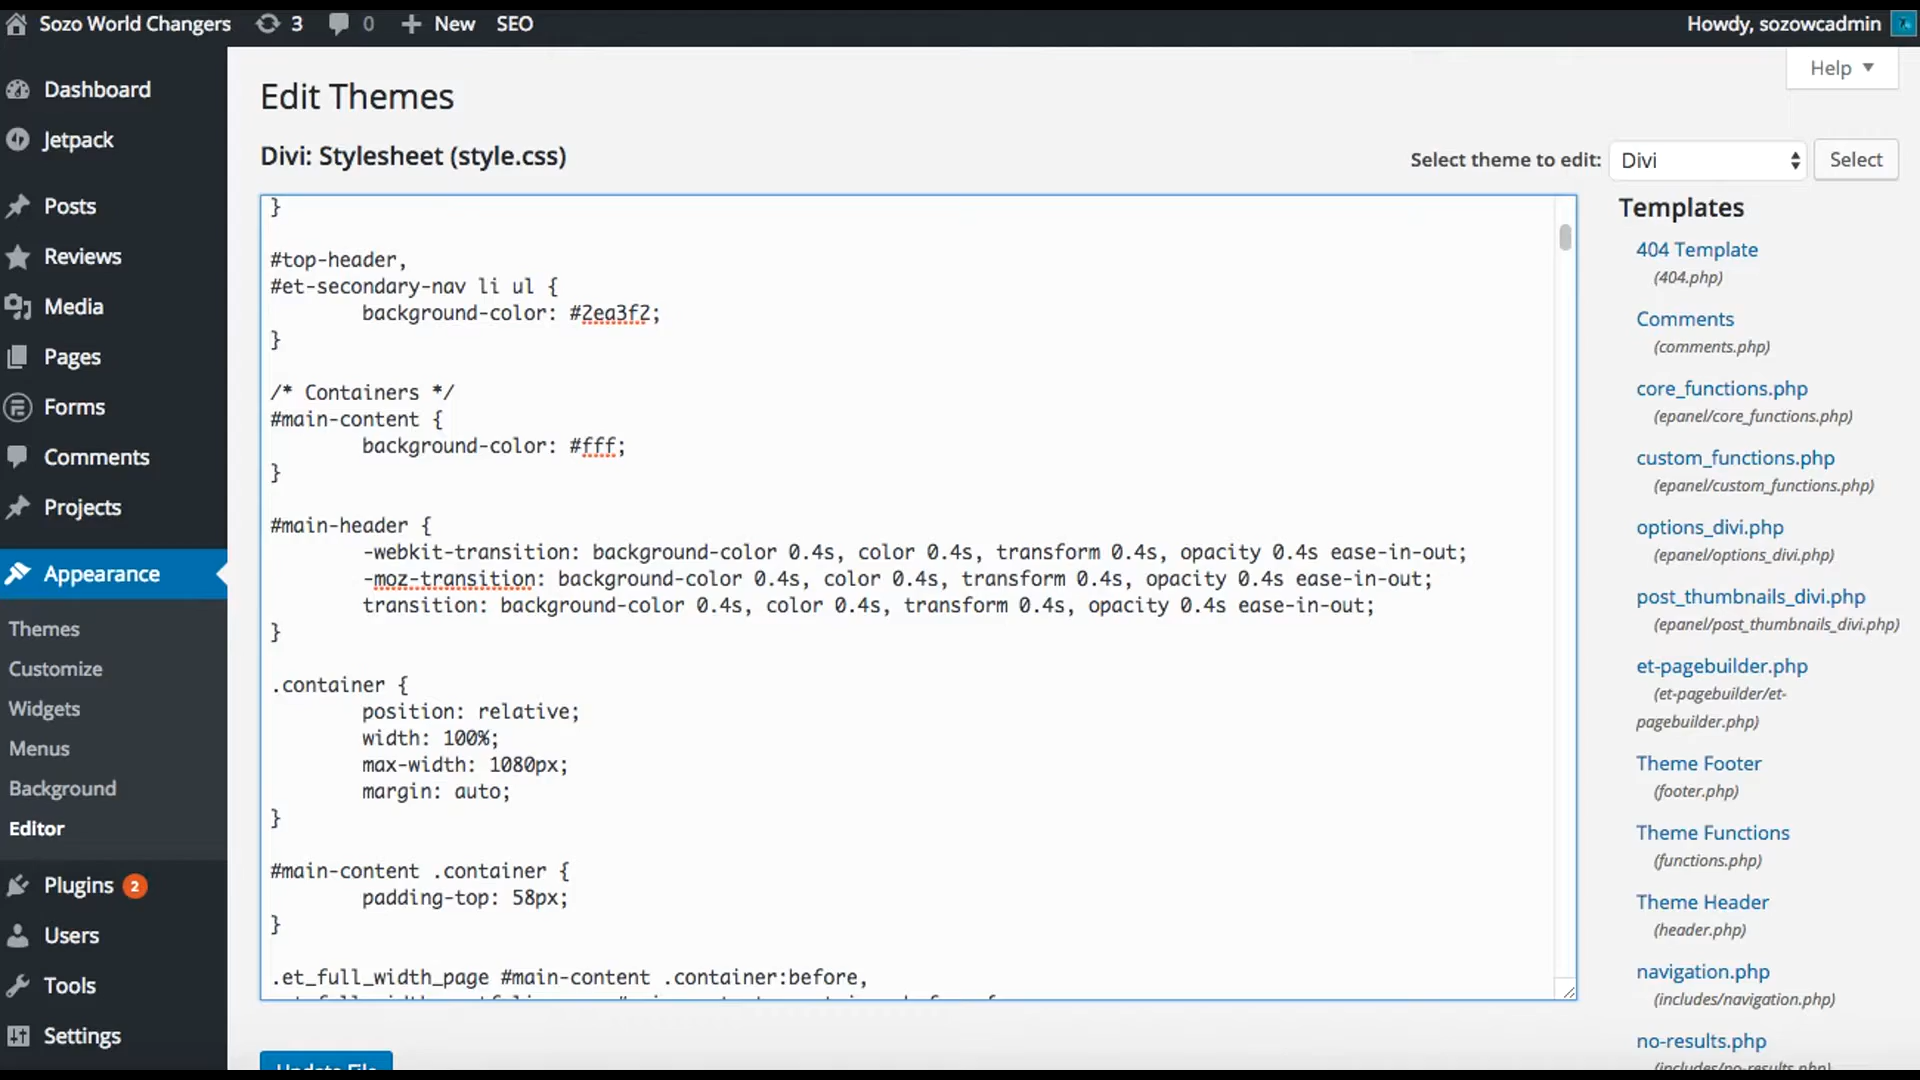 Sozo World Changers 3 0 New SEO Howdy, sozowcadmin
Help
Dashboard
Jetpack
Posts
Reviews
Media
Pages
Forms
Comments
Projects
Appearance
Themes
Customize
Widgets
Menus
Background
Editor
Plugins 2
Users
Tools
Settings
Edit Themes
Divi: Stylesheet (style.css)
Select theme to edit: Divi Select
}
#top-header,
#et-secondary-nav li ul {
background-color: #2ea3f2;
}
/* Containers */
#main-content {
background-color: #fff;
}
#main-header {
-webkit-transition: background-color 0.4s, color 0.4s, transform 0.4s, opacity 0.4s ease-in-out;
-moz-transition: background-color 0.4s, color 0.4s, transform 0.4s, opacity 0.4s ease-in-out;
transition: background-color 0.4s, color 0.4s, transform 0.4s, opacity 0.4s ease-in-out;
}
.container {
position: relative;
width: 100%;
max-width: 1080px;
margin: auto;
}
#main-content .container {
padding-top: 58px;
}
.et_full_width_page #main-content .container:before,
Update File
Templates
404 Template
(404.php)
Comments
(comments.php)
core_functions.php
(epanel/core_functions.php)
custom_functions.php
(epanel/custom_functions.php)
options_divi.php
(epanel/options_divi.php)
post_thumbnails_divi.php
(epanel/post_thumbnails_divi.php)
et-pagebuilder.php
(et-pagebuilder/et-
pagebuilder.php)
Theme Footer
(footer.php)
Theme Functions
(functions.php)
Theme Header
(header.php)
navigation.php
(includes/navigation.php)
no-results.php
(includes/no-results.php)